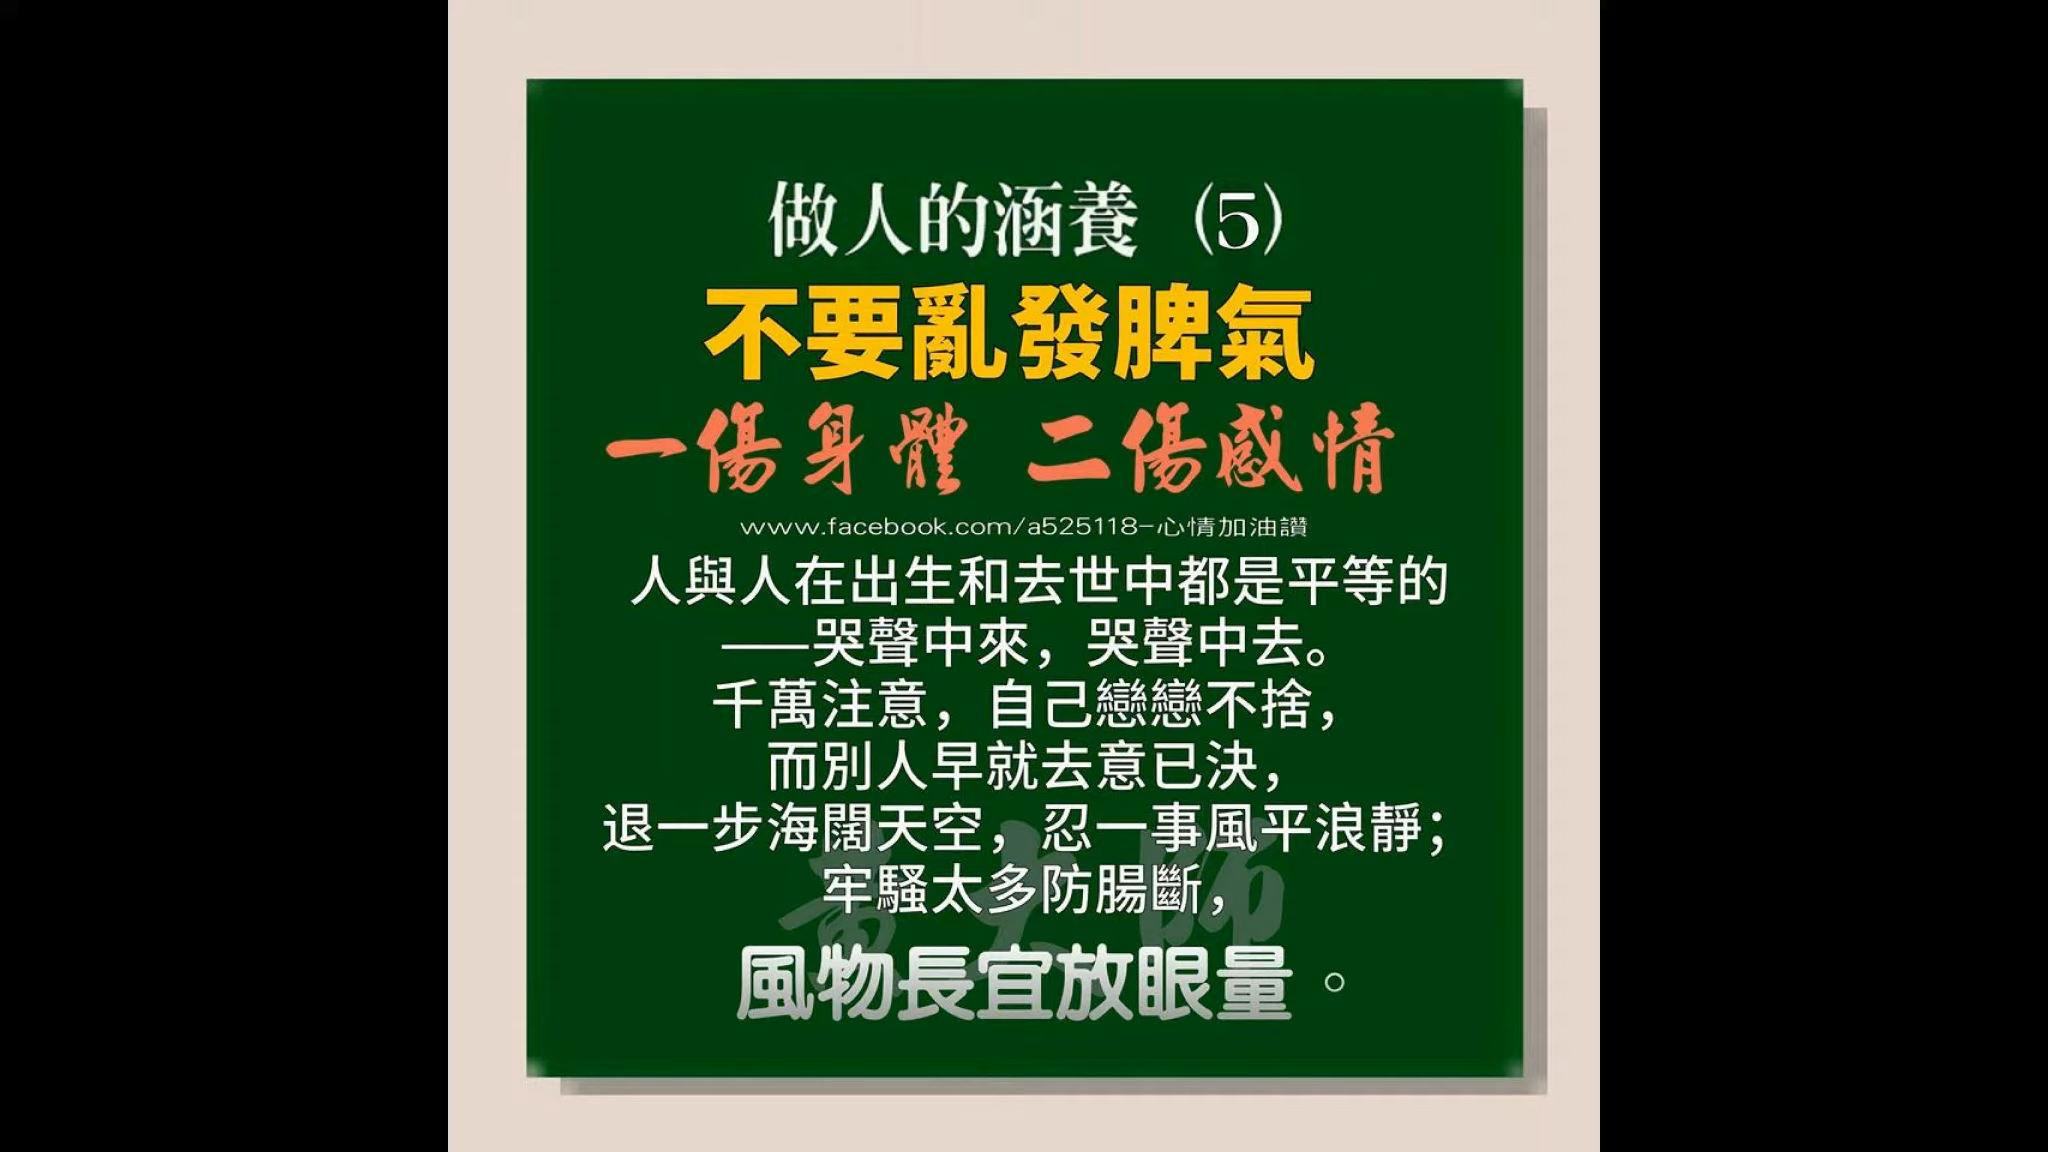 做人的涵養（5）
不要亂發脾氣
一傷身體 二傷感情
www.facebook.com/a525118-心情加油讚
人與人在出生和去世中都是平等的
——哭聲中來，哭聲中去。
千萬注意，自己戀戀不捨，
而別人早就去意已決，
退一步海闊天空，忍一事風平浪靜；
牢騷太多防腸斷，
黃大師
風物長宜放眼量。